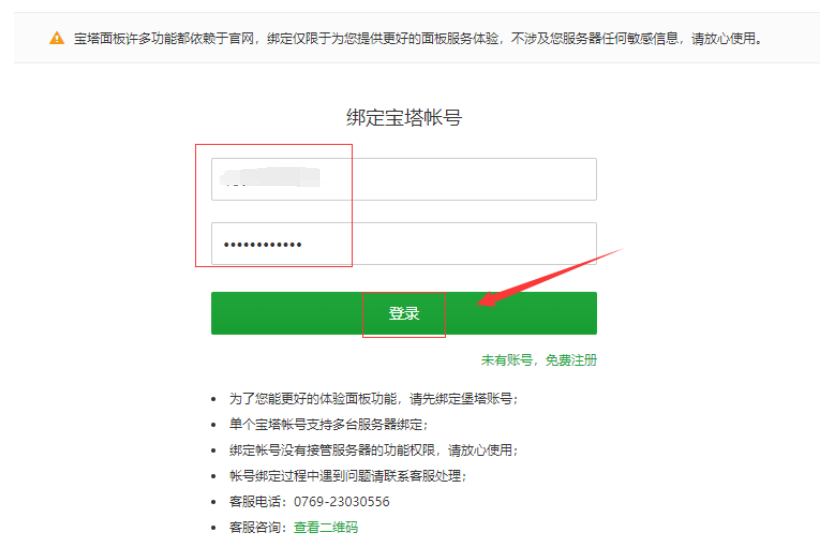 宝塔面板许多功能都依赖于官网，绑定仅限于为您提供更好的面板服务体验，不涉及您服务器任何敏感信息，请放心使用。
绑定宝塔帐号
••••••••••••
登录
未有账号，免费注册
• 为了您能更好的体验面板功能，请先绑定堡塔账号；
• 单个宝塔帐号支持多台服务器绑定；
• 绑定帐号没有接管服务器的功能权限，请放心使用；
• 帐号绑定过程中遇到问题请联系客服处理；
• 客服电话：0769-23030556
• 客服咨询：查看二维码